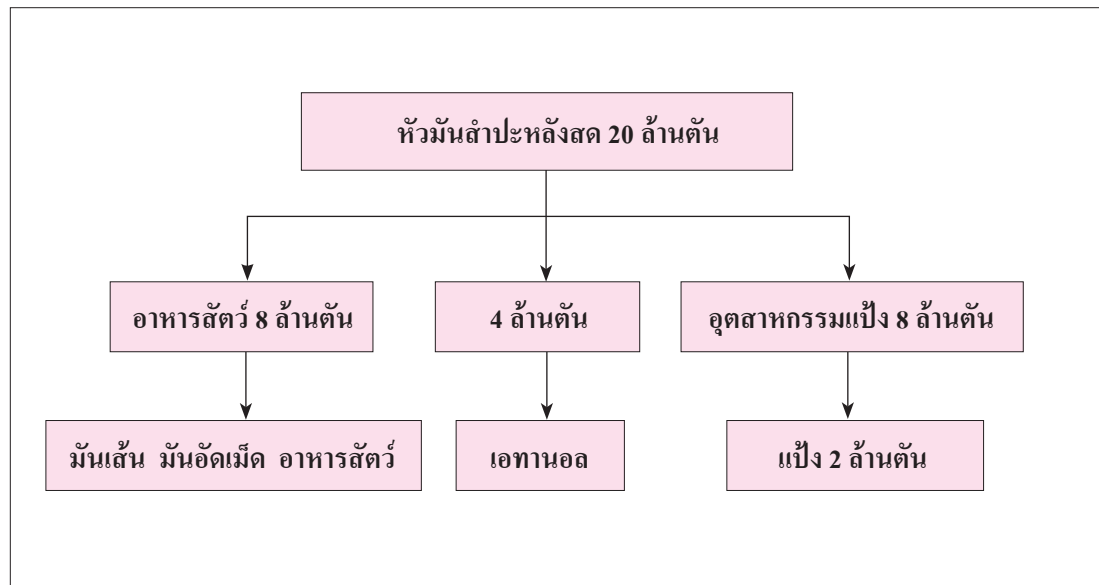 หัวมันสำปะหลังสด 20 ล้านตัน
อาหารสัตว์ 8 ล้านตัน
4 ล้านตัน
อุตสาหกรรมแป้ง 8 ล้านตัน
มันเส้น มันอัดเม็ด อาหารสัตว์
เอทานอล
แป้ง 2 ล้านตัน